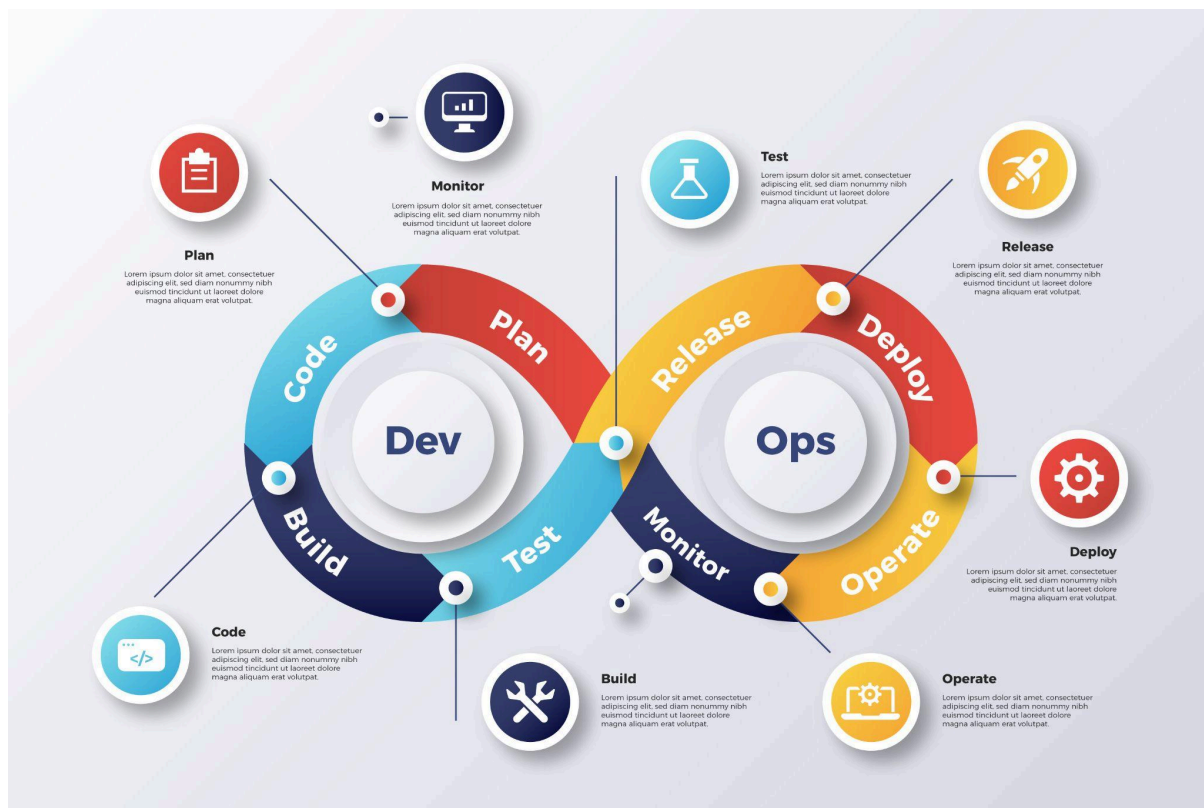 Monitor
Lorem ipsum dolor sit amet, consectetuer
adipiscing elit, sed diam nonummy nibh
euismod tincidunt ut laoreet dolore
magna aliquam erat volutpat.
Test
Lorem ipsum dolor sit amet, consectetuer
adipiscing elit, sed diam nonummy nibh
euismod tincidunt ut laoreet dolore
magna aliquam erat volutpat.
Release
Lorem ipsum dolor sit amet, consectetuer
adipiscing elit, sed diam nonummy nibh
euismod tincidunt ut laoreet dolore
magna aliquam erat volutpat.
Plan
Lorem ipsum dolor sit amet, consectetuer
adipiscing elit, sed diam nonummy nibh
euismod tincidunt ut laoreet dolore
magna aliquam erat volutpat.
Plan
Code
Build
Test
Release
Deploy
Operate
Monitor
Dev
Ops
Deploy
Lorem ipsum dolor sit amet, consectetuer
adipiscing elit, sed diam nonummy nibh
euismod tincidunt ut laoreet dolore
magna aliquam erat volutpat.
</>
Code
Lorem ipsum dolor sit amet, consectetuer
adipiscing elit, sed diam nonummy nibh
euismod tincidunt ut laoreet dolore
magna aliquam erat volutpat.
Build
Lorem ipsum dolor sit amet, consectetuer
adipiscing elit, sed diam nonummy nibh
euismod tincidunt ut laoreet dolore
magna aliquam erat volutpat.
Operate
Lorem ipsum dolor sit amet, consectetuer
adipiscing elit, sed diam nonummy nibh
euismod tincidunt ut laoreet dolore
magna aliquam erat volutpat.